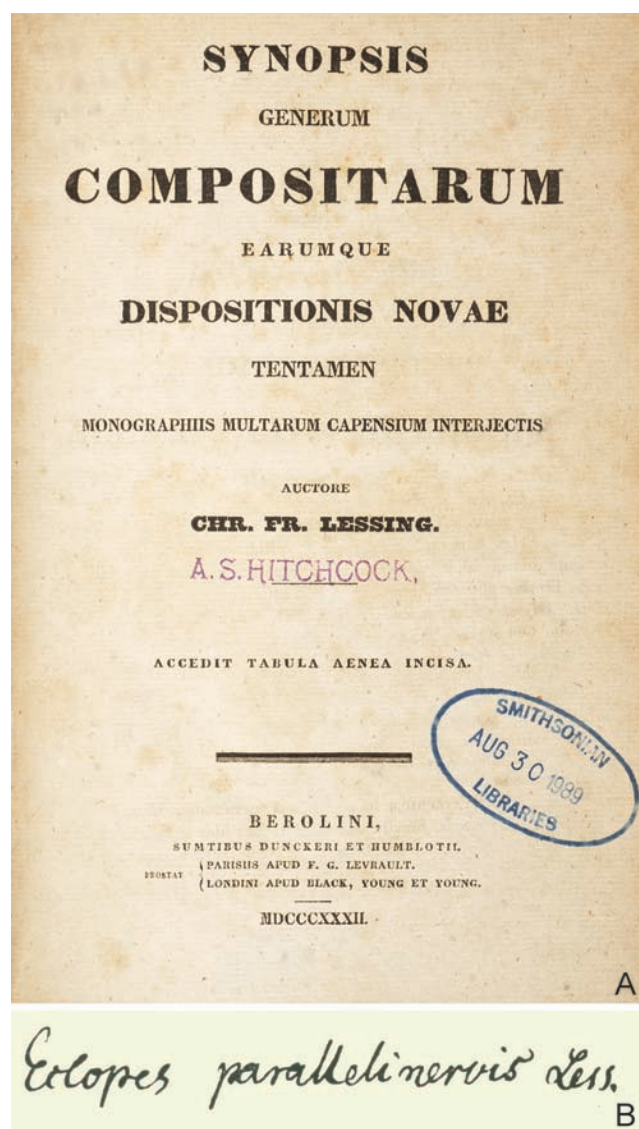 SYNOPSIS
GENERUM
COMPOSITARUM
EARUMQUE
DISPOSITIONIS NOVAE
TENTAMEN
MONOGRAPHIIS MULTARUM CAPENSIUM INTERJECTIS
AUCTORE
CHR. FR. LESSING.
A.S. HITCHCOCK,
ACCEDIT TABULA AENEA INCISA.
SMITHSONIAN
AUG 30 1989
LIBRARIES
BEROLINI,
SUMTIBUS DUNCKERI ET HUMBLOTII.
PROSTAT
PARISIIS APUD F. G. LEVRAULT.
LONDINI APUD BLACK, YOUNG ET YOUNG.
MDCCCXXXII.
A
Eclopes parallelinervis Less.
B